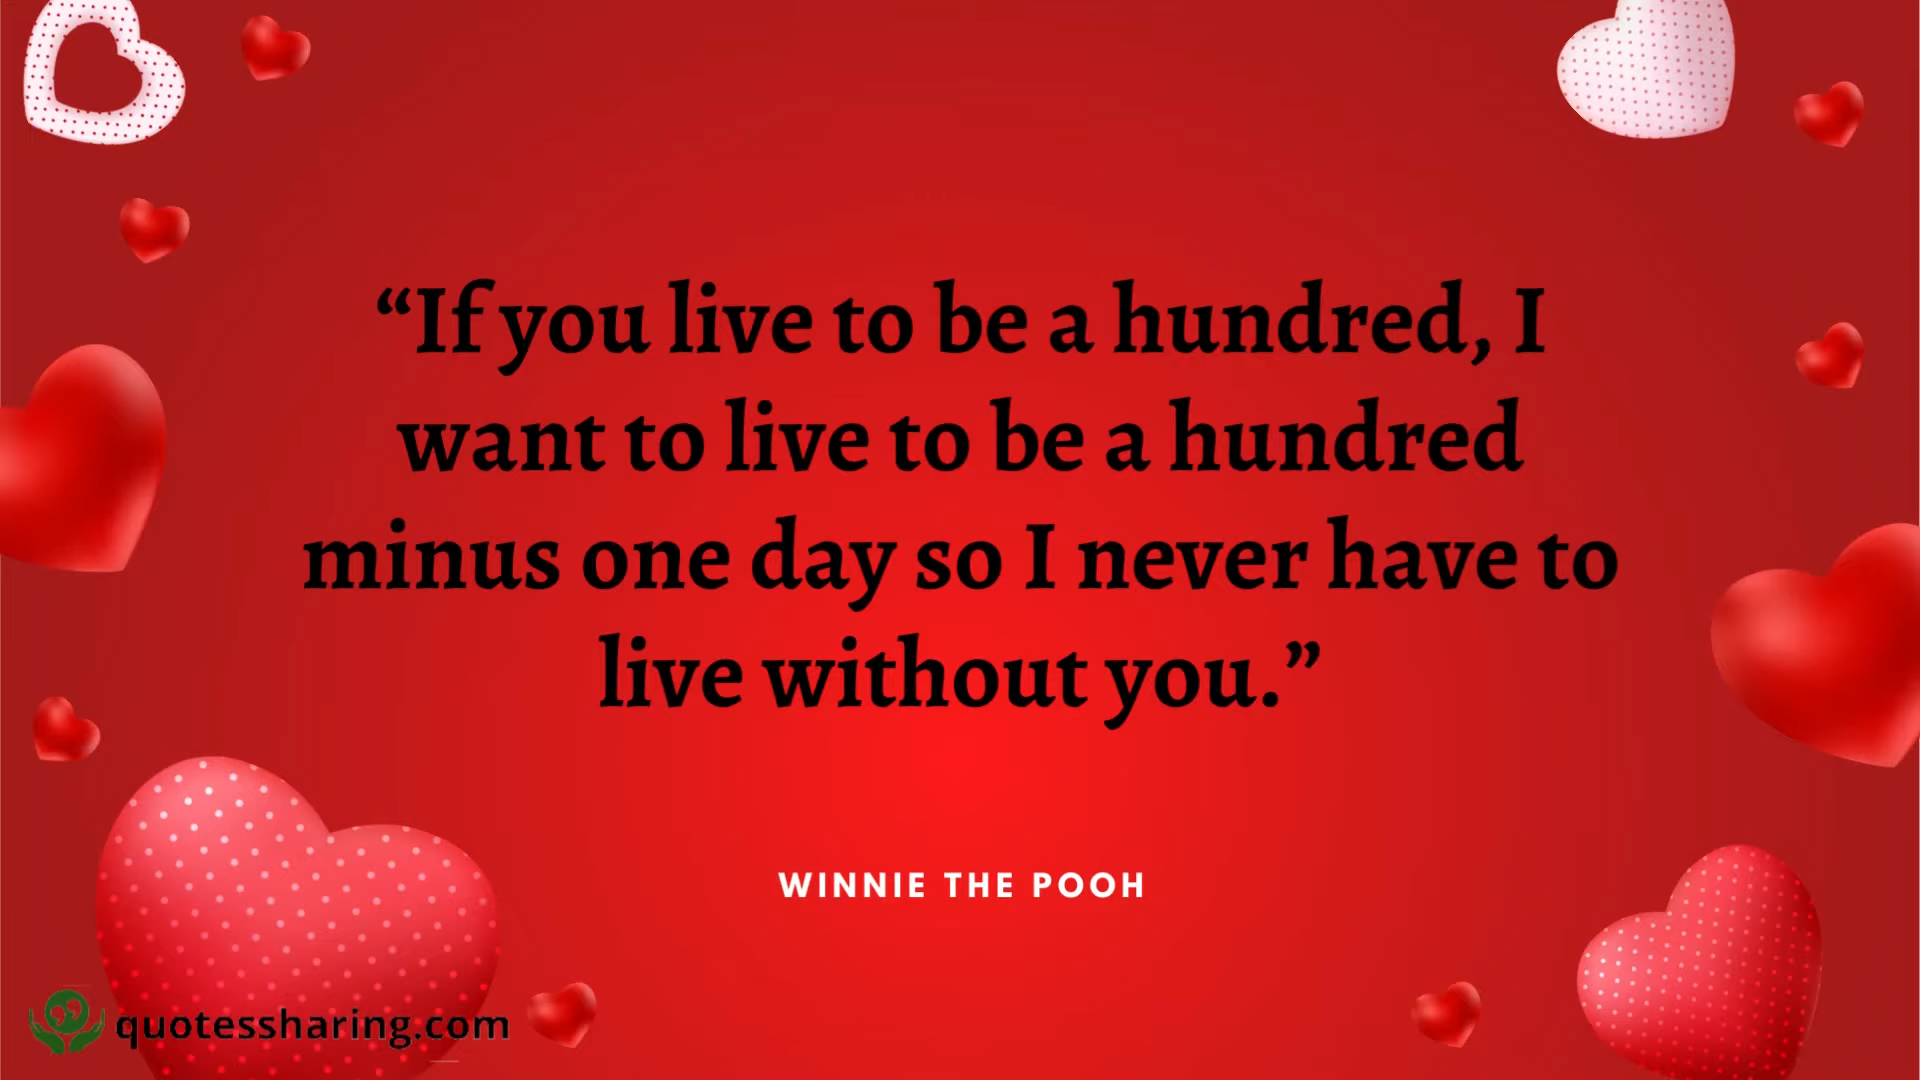 “If you live to be a hundred, I
want to live to be a hundred
minus one day so I never have to
live without you.”
WINNIE THE POOH
quotessharing.com